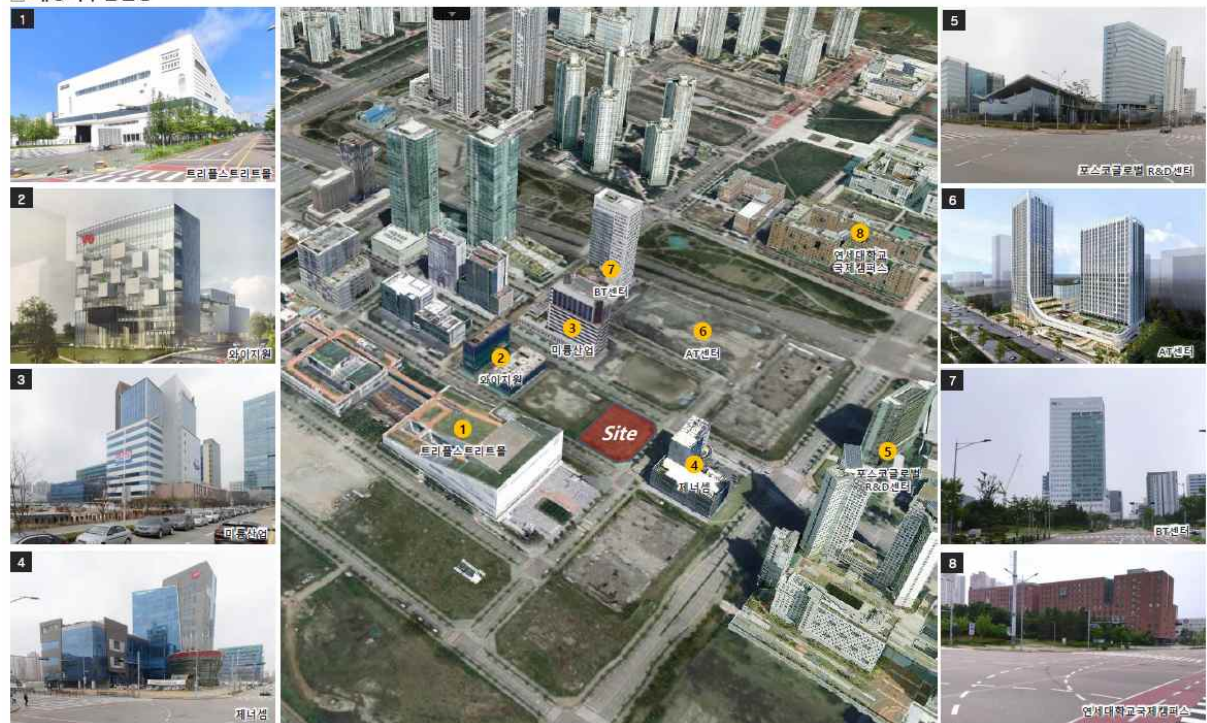 1
트리플스트리트몰
2
와이지원
3
미륭산업
4
제너셈
7
BT센터
8
연세대학교
국제캠퍼스
3
미륭산업
6
AT센터
2
와이지원
1
트리플스트리트몰
Site
4
제너셈
5
포스코글로벌
R&D센터
5
포스코글로벌 R&D센터
6
AT센터
7
BT센터
8
연세대학교국제캠퍼스